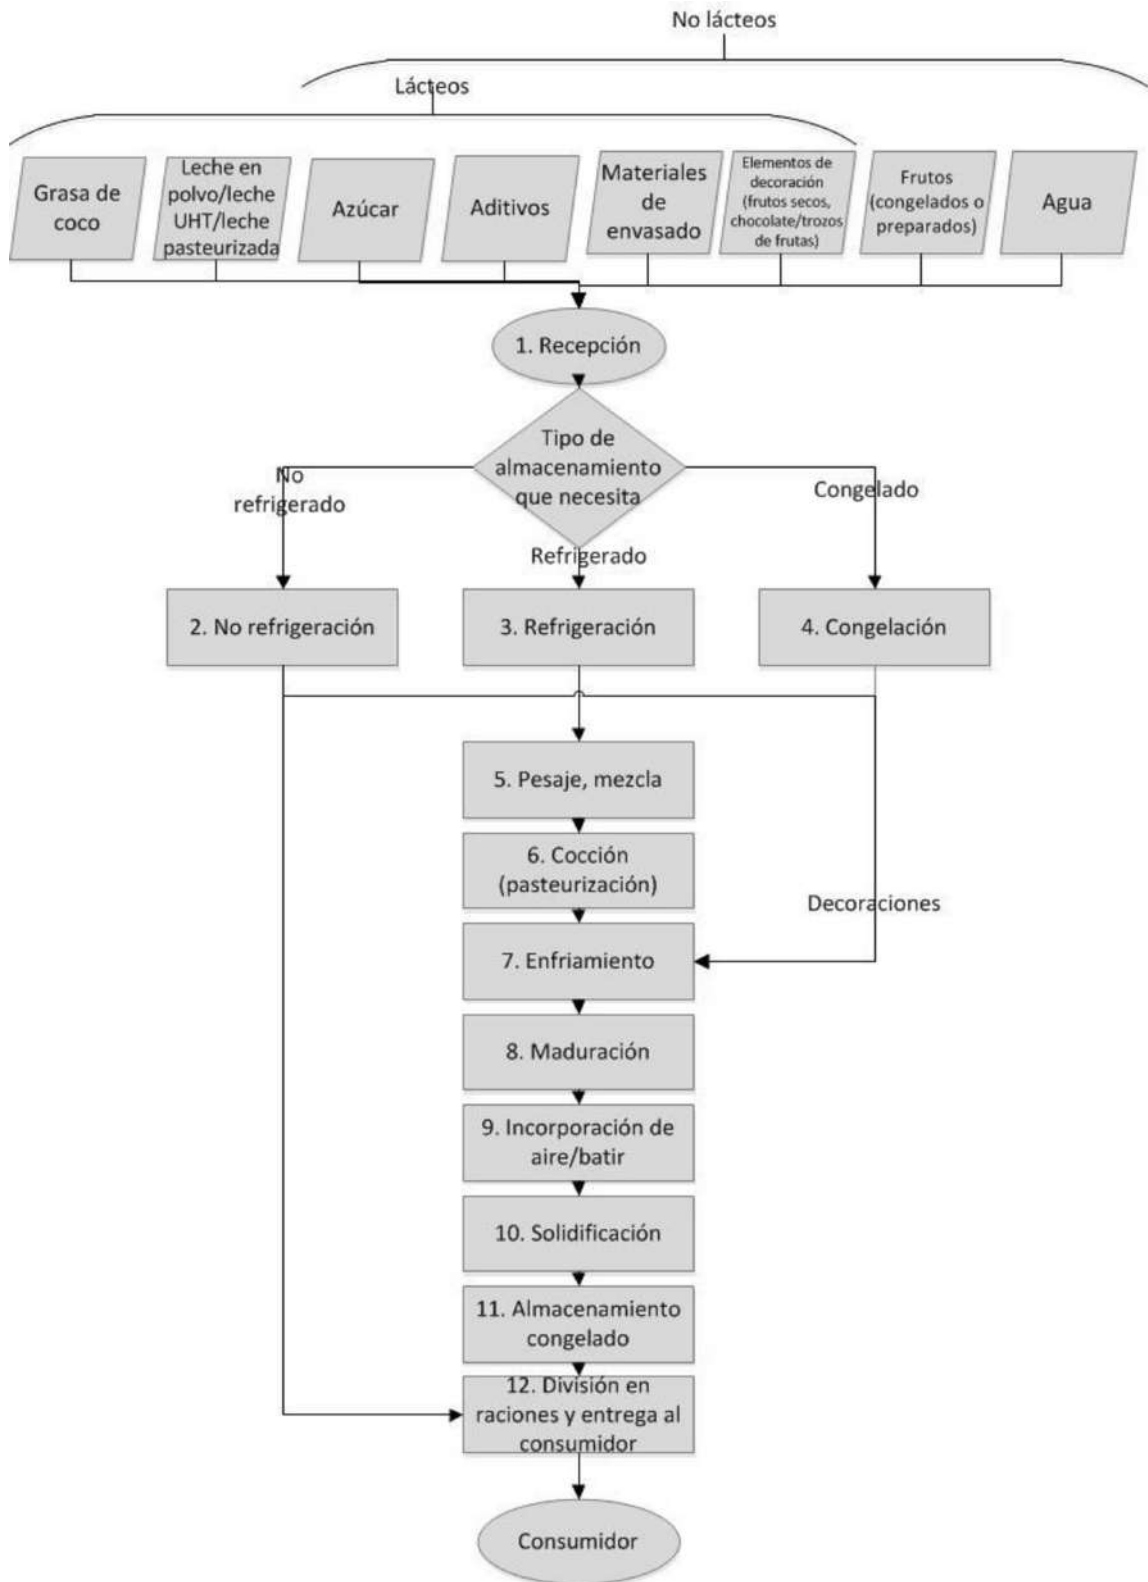 No lácteos
Lácteos
Grasa de
coco
Leche en
polvo/leche
UHT/leche
pasteurizada
Azúcar
Aditivos
Materiales
de
envasado
Elementos de
decoración
(frutos secos,
chocolate/trozos
de frutas)
Frutos
(congelados o
preparados)
Agua
1. Recepción
Tipo de
almacenamiento
que necesita
No
refrigerado
Refrigerado
Congelado
2. No refrigeración
3. Refrigeración
4. Congelación
5. Pesaje, mezcla
6. Cocción
(pasteurización)
Decoraciones
7. Enfriamiento
8. Maduración
9. Incorporación de
aire/batir
10. Solidificación
11. Almacenamiento
congelado
12. División en
raciones y entrega al
consumidor
Consumidor